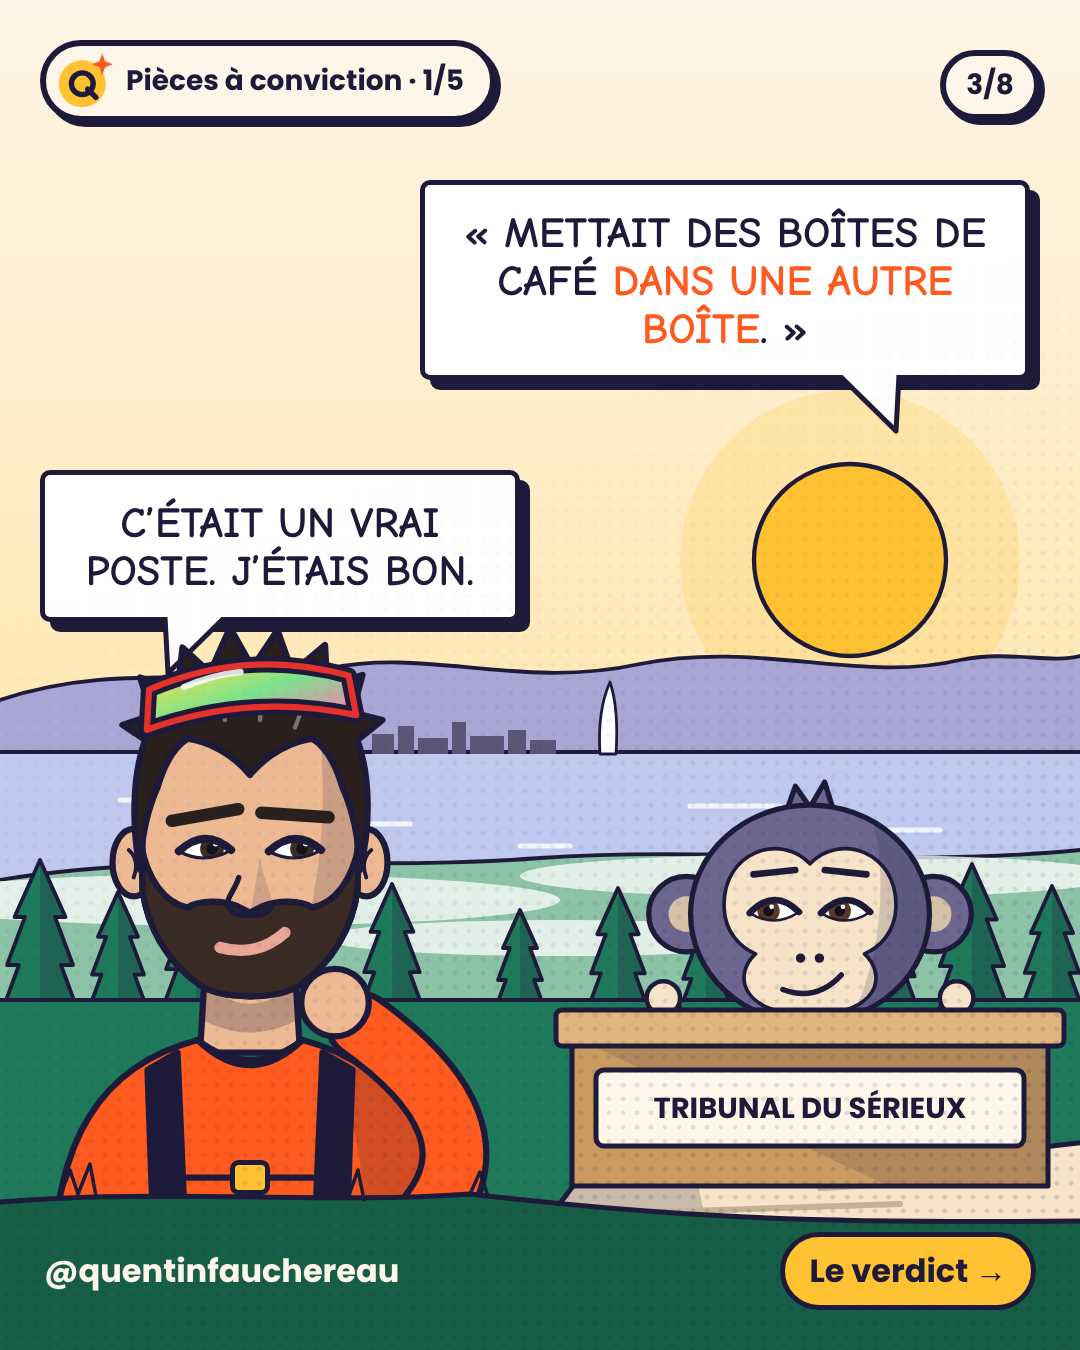 Q Pièces à conviction · 1/5
3/8
« METTAIT DES BOÎTES DE
CAFÉ DANS UNE AUTRE
BOÎTE. »
C'ÉTAIT UN VRAI
POSTE. J'ÉTAIS BON.
TRIBUNAL DU SÉRIEUX
@quentinfauchereau
Le verdict →